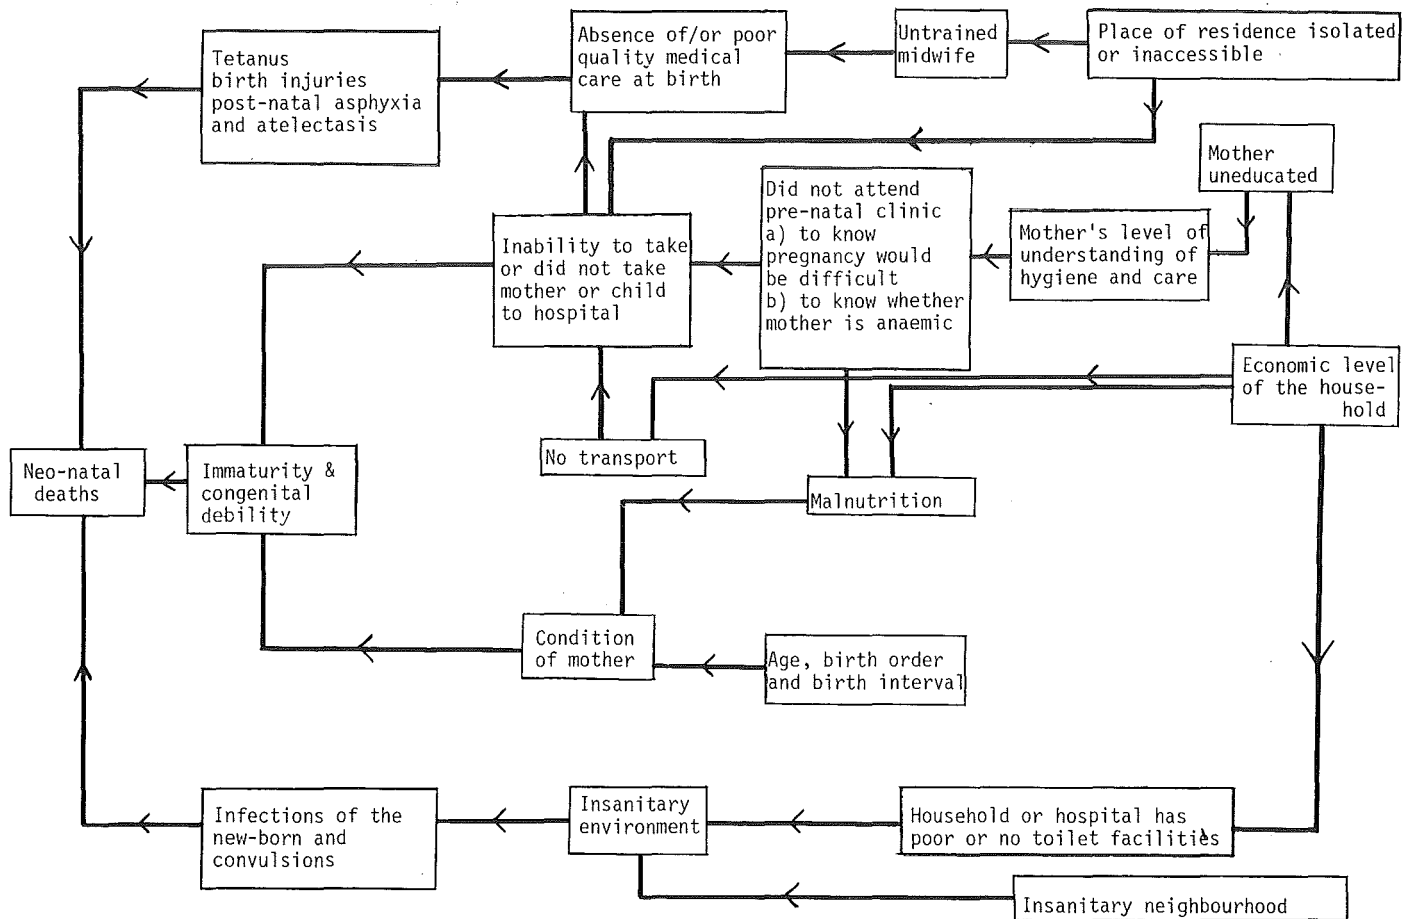 Tetanus
birth injuries
post-natal asphyxia
and atelectasis
Absence of/or poor
quality medical
care at birth
Untrained
midwife
Place of residence isolated
or inaccessible
Mother
uneducated
Did not attend
pre-natal clinic
a) to know
pregnancy would
be difficult
b) to know whether
mother is anaemic
Mother's level of
understanding of
hygiene and care
Inability to take
or did not take
mother or child
to hospital
Economic level
of the house-
hold
No transport
Neo-natal
deaths
Immaturity &
congenital
debility
Malnutrition
Condition
of mother
Age, birth order
and birth interval
Infections of the
new-born and
convulsions
Insanitary
environment
Household or hospital has
poor or no toilet facilities
Insanitary neighbourhood